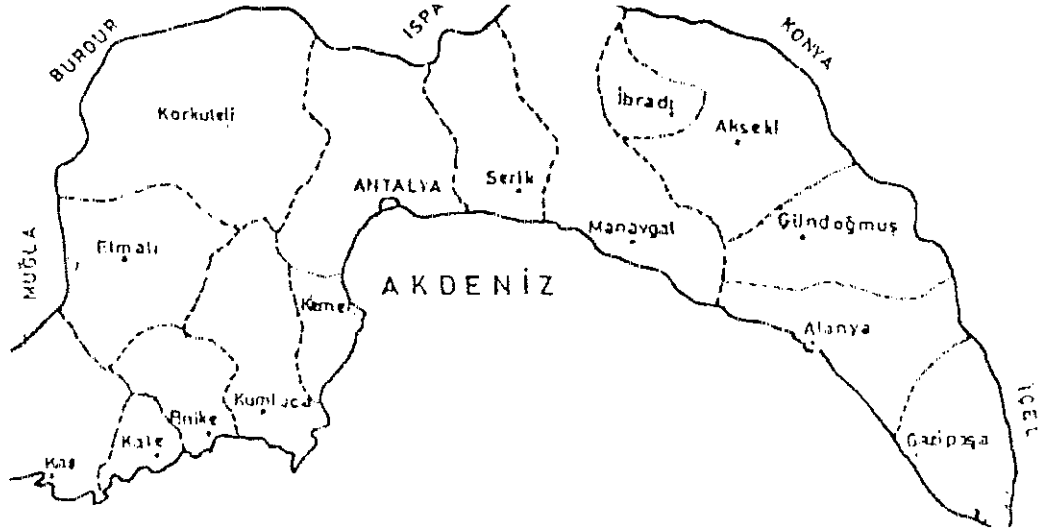 BURDUR
ISPA
KONYA
Korkuteli
İbradı
Akseki
ANTALYA
Serik
Manavgat
Gündoğmuş
MUĞLA
Elmalı
AKDENİZ
Kemer
Alanya
Kumluca
İÇEL
Kale
Gazipaşa
Kaş